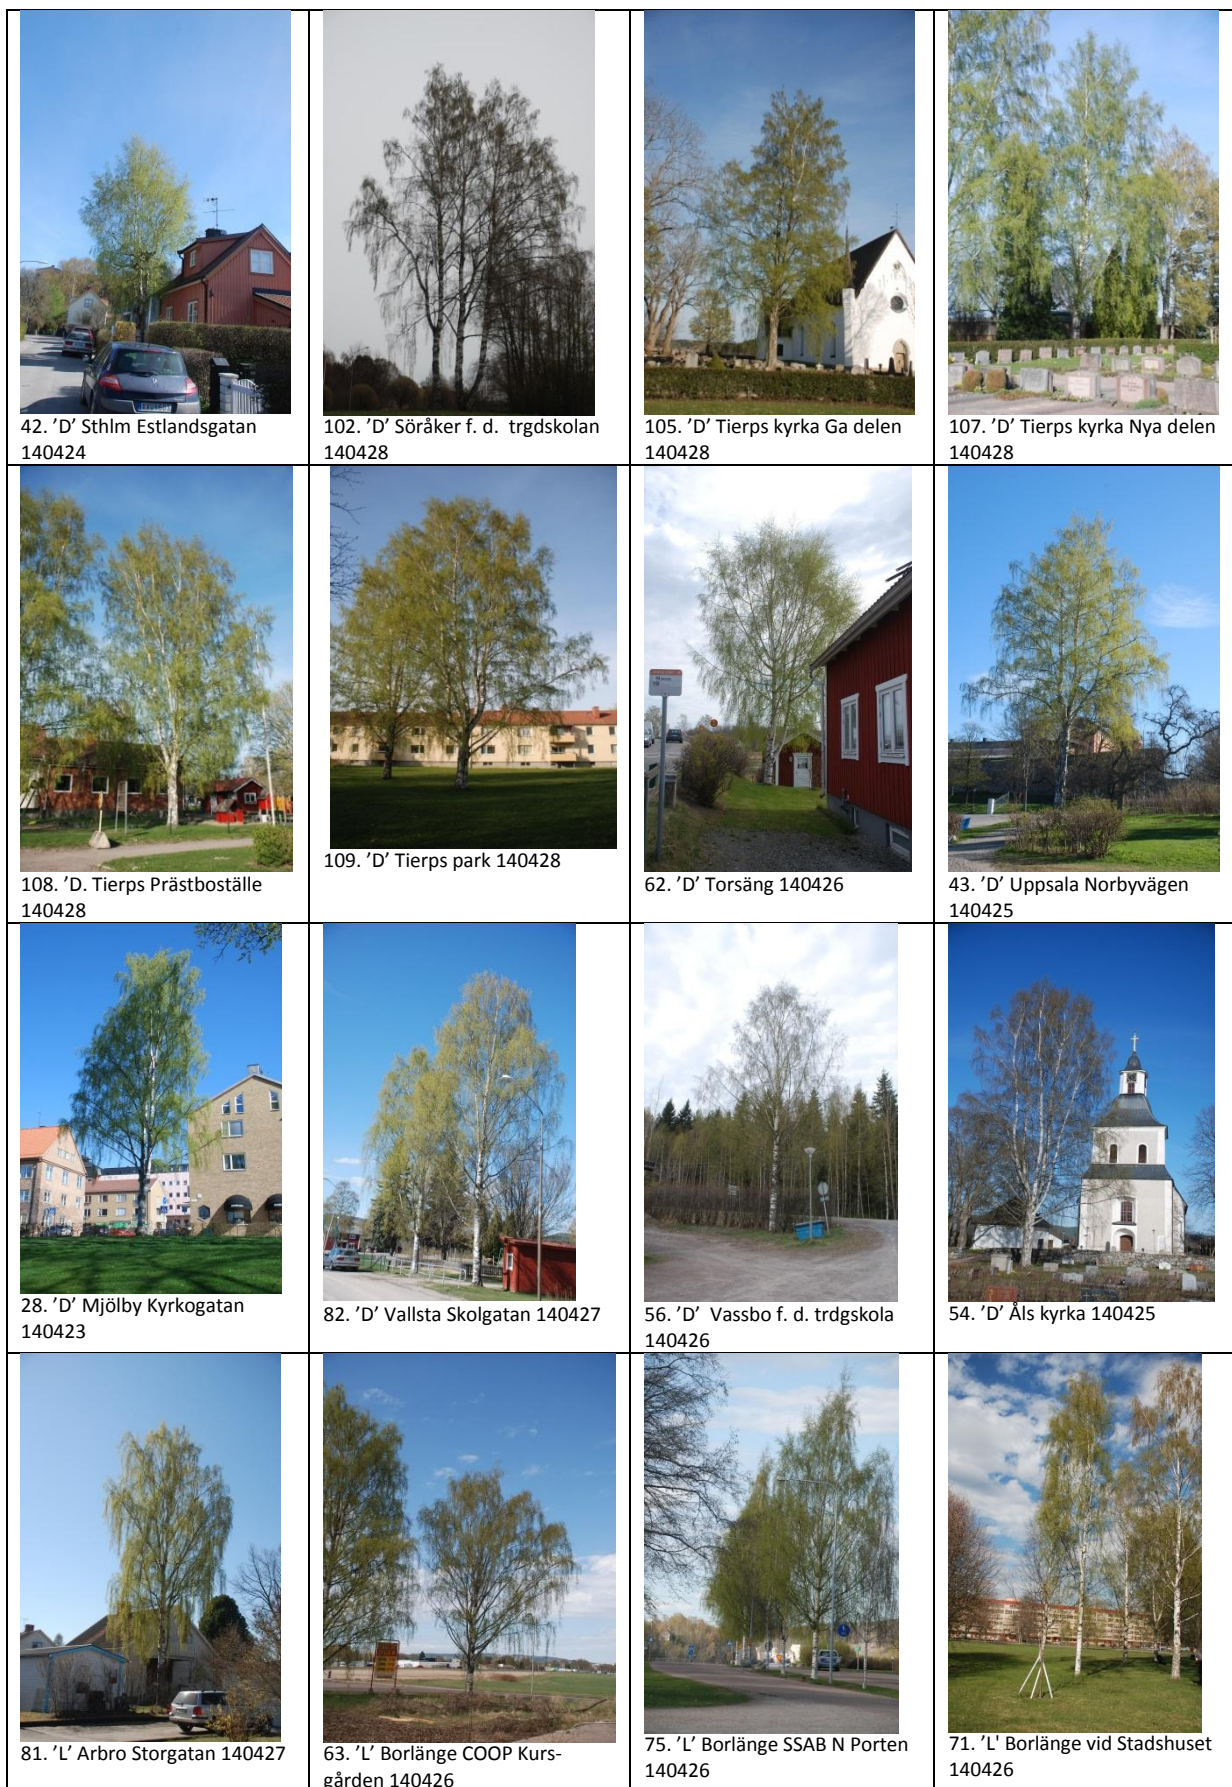 42. ’D’ Sthlm Estlandsgatan
140424
102. ’D’ Söråker f. d.  trgdskolan
140428
105. ’D’ Tierps kyrka Ga delen
140428
107. ’D’ Tierps kyrka Nya delen
140428
108. ’D. Tierps Prästboställe
140428
109. ’D’ Tierps park 140428
62. ’D’ Torsäng 140426
43. ’D’ Uppsala Norbyvägen
140425
28. ’D’ Mjölby Kyrkogatan
140423
82. ’D’ Vallsta Skolgatan 140427
56. ’D’  Vassbo f. d. trdgskola
140426
54. ’D’ Åls kyrka 140425
81. ’L’ Arbro Storgatan 140427
63. ’L’ Borlänge COOP Kurs-
gården 140426
75. ’L’ Borlänge SSAB N Porten
140426
71. ’L' Borlänge vid Stadshuset
140426